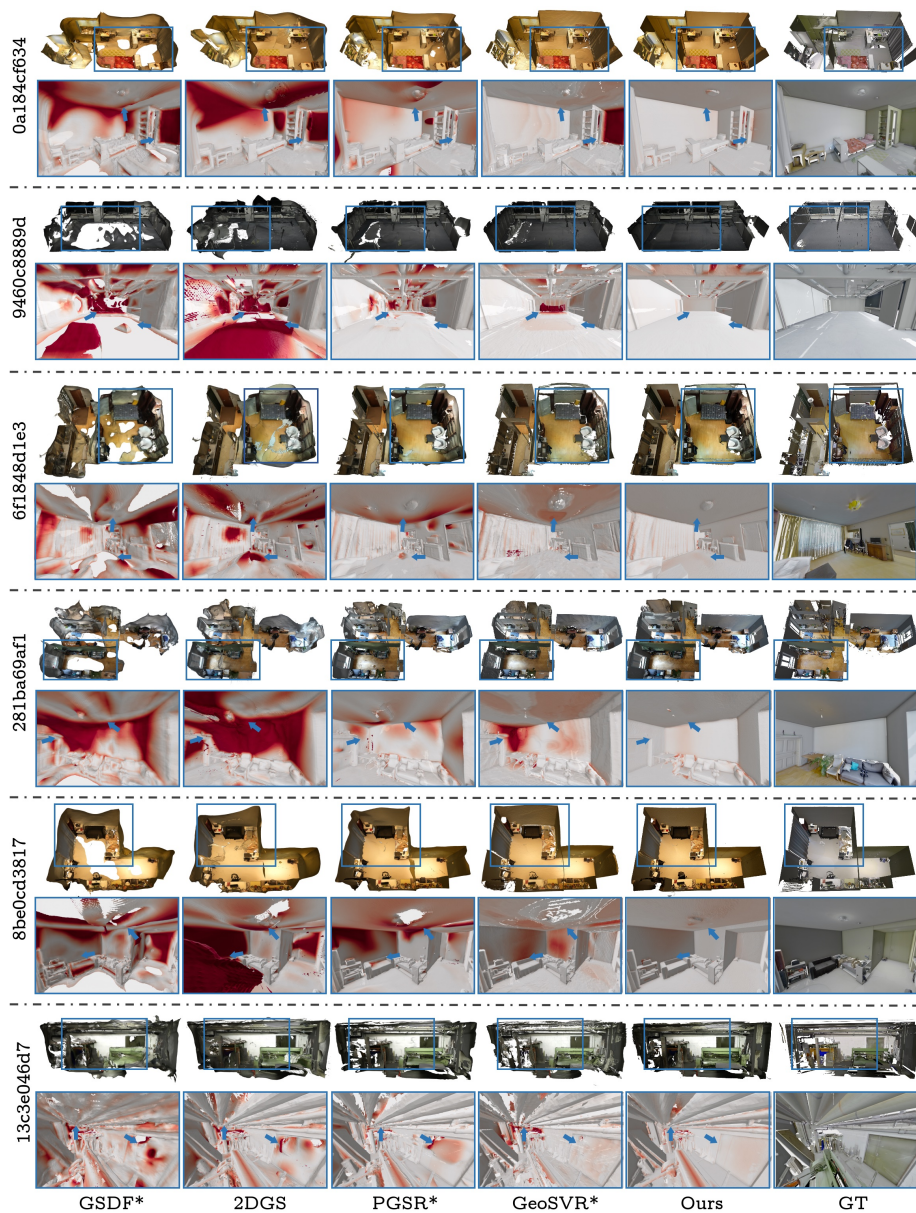 0a184cf634
9460c8889d
6f1848d1e3
281ba69af1
8be0cd3817
13c3e046d7
GSDF* 2DGS PGSR* GeoSVR* Ours GT